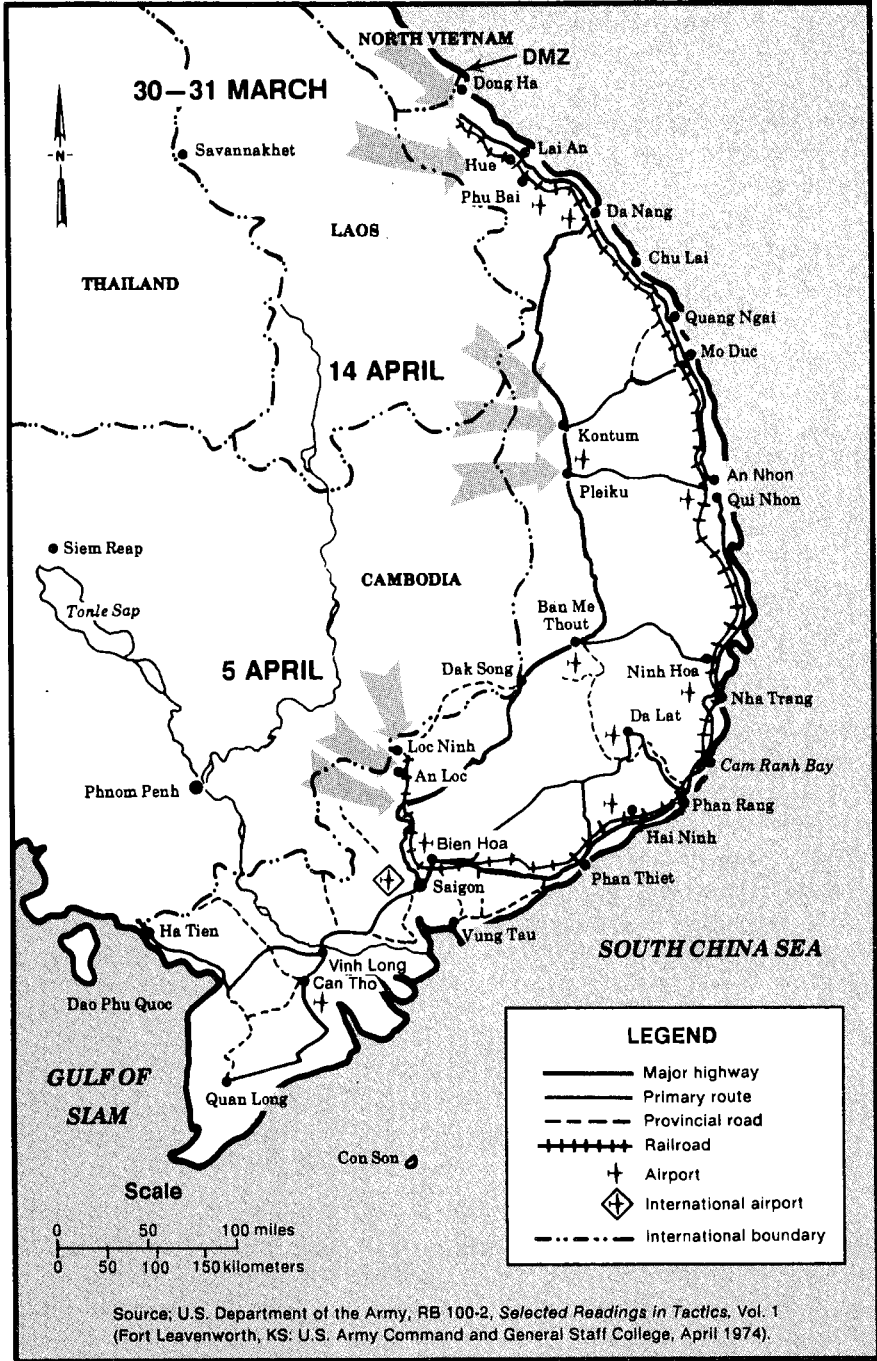 NORTH VIETNAM
DMZ
30–31 MARCH
Dong Ha
Savannakhet
Lai An
Hue
Phu Bai
LAOS
Da Nang
Chu Lai
THAILAND
Quang Ngai
Mo Duc
14 APRIL
Kontum
Pleiku
An Nhon
Qui Nhon
Siem Reap
CAMBODIA
Tonle Sap
Ban Me
Thout
5 APRIL
Dak Song
Ninh Hoa
Nha Trang
Da Lat
Loc Ninh
Cam Ranh Bay
An Loc
Phnom Penh
Phan Rang
Hai Ninh
Bien Hoa
Saigon
Phan Thiet
Ha Tien
Vung Tau
SOUTH CHINA SEA
Vinh Long
Can Tho
Dao Phu Quoc
GULF OF
SIAM
Quan Long
Con Son
N
LEGEND
Major highway
Primary route
Provincial road
Railroad
Airport
International airport
International boundary
Scale
0 50 100 miles
0 50 100 150 kilometers
Source; U.S. Department of the Army, RB 100-2, Selected Readings in Tactics, Vol. 1
(Fort Leavenworth, KS: U.S. Army Command and General Staff College, April 1974).